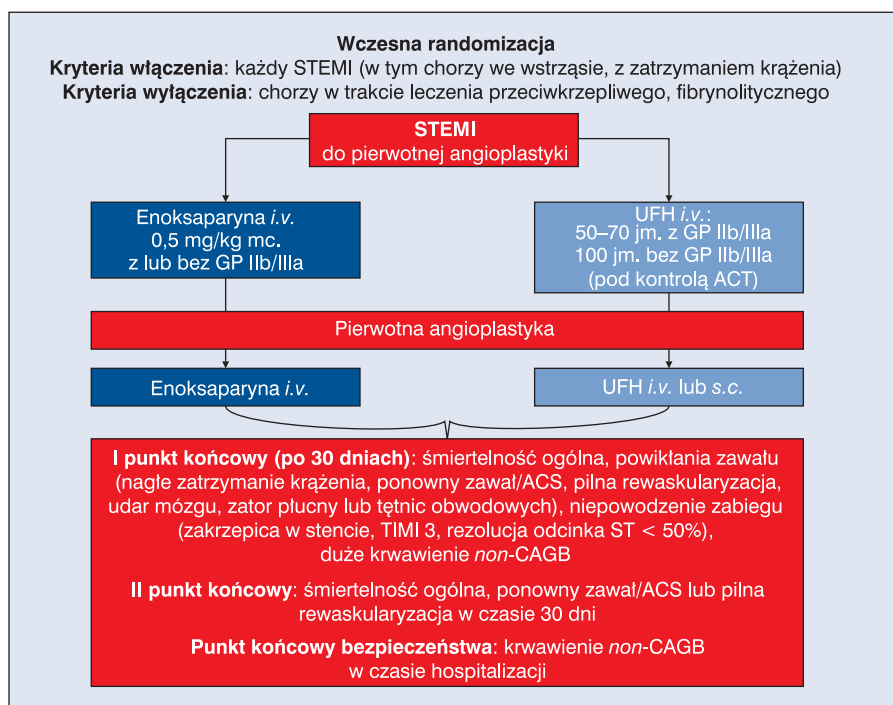 Wczesna randomizacja
Kryteria włączenia: każdy STEMI (w tym chorzy we wstrząsie, z zatrzymaniem krążenia)
Kryteria wyłączenia: chorzy w trakcie leczenia przeciwkrzepliwego, fibrynolitycznego
STEMI
do pierwotnej angioplastyki
Enoksaparyna i.v.
0,5 mg/kg mc.
z lub bez GP IIb/IIIa
UFH i.v.:
50–70 jm. z GP IIb/IIIa
100 jm. bez GP IIb/IIIa
(pod kontrolą ACT)
Pierwotna angioplastyka
Enoksaparyna i.v.
UFH i.v. lub s.c.
I punkt końcowy (po 30 dniach): śmiertelność ogólna, powikłania zawału
(nagłe zatrzymanie krążenia, ponowny zawał/ACS, pilna rewaskularyzacja,
udar mózgu, zator płucny lub tętnic obwodowych), niepowodzenie zabiegu
(zakrzepica w stencie, TIMI 3, rezolucja odcinka ST < 50%),
duże krwawienie non-CAGB
II punkt końcowy: śmiertelność ogólna, ponowny zawał/ACS lub pilna
rewaskularyzacja w czasie 30 dni
Punkt końcowy bezpieczeństwa: krwawienie non-CAGB
w czasie hospitalizacji